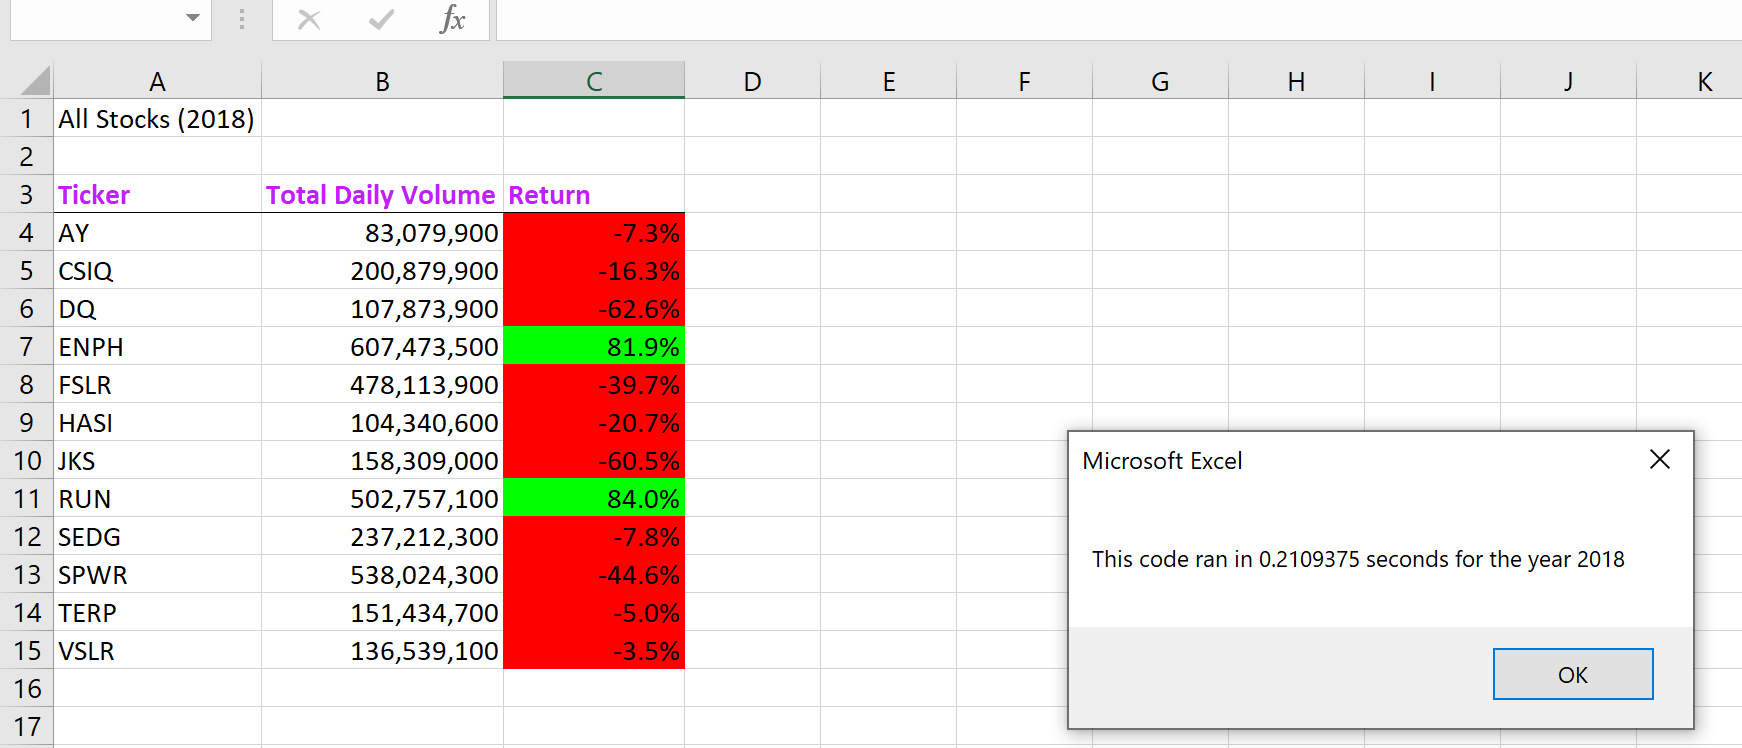 fx
A B C D E F G H I J K
1 All Stocks (2018)
2
3 Ticker Total Daily Volume Return
4 AY 83,079,900 -7.3%
5 CSIQ 200,879,900 -16.3%
6 DQ 107,873,900 -62.6%
7 ENPH 607,473,500 81.9%
8 FSLR 478,113,900 -39.7%
9 HASI 104,340,600 -20.7%
10 JKS 158,309,000 -60.5%
11 RUN 502,757,100 84.0%
12 SEDG 237,212,300 -7.8%
13 SPWR 538,024,300 -44.6%
14 TERP 151,434,700 -5.0%
15 VSLR 136,539,100 -3.5%
16
17
Microsoft Excel
This code ran in 0.2109375 seconds for the year 2018
OK